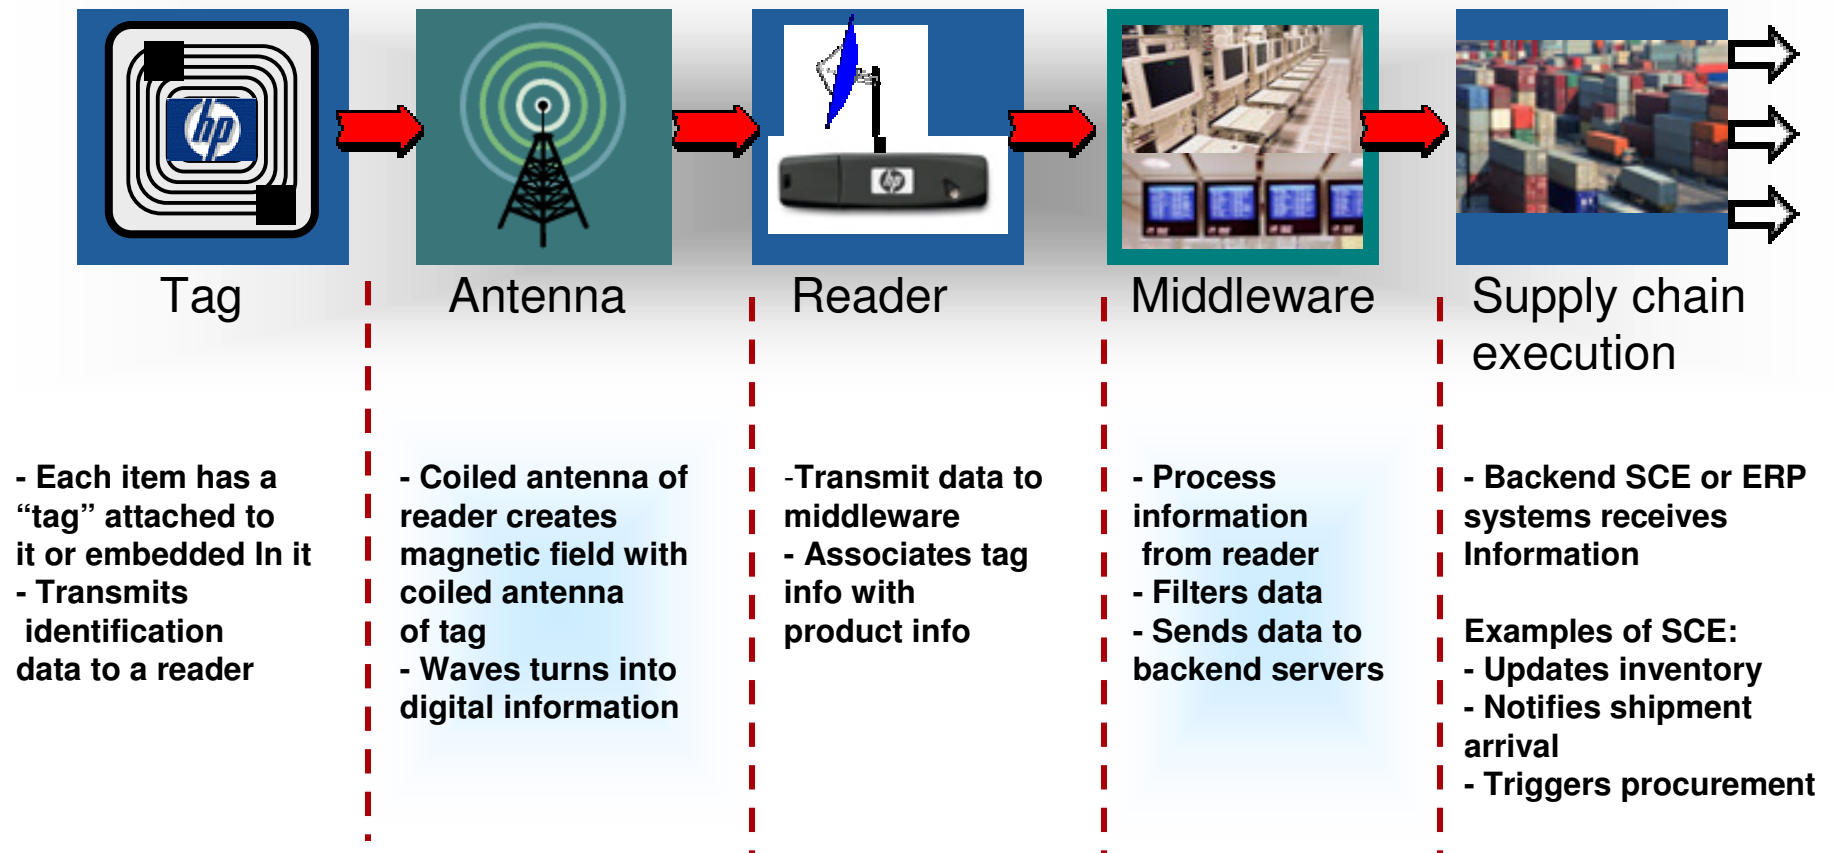 hp
hp
Tag
Antenna
Reader
Middleware
Supply chain
execution
- Each item has a
“tag” attached to
it or embedded In it
- Transmits
identification
data to a reader
- Coiled antenna of
reader creates
magnetic field with
coiled antenna
of tag
- Waves turns into
digital information
-Transmit data to
middleware
- Associates tag
info with
product info
- Process
information
from reader
- Filters data
- Sends data to
backend servers
- Backend SCE or ERP
systems receives
Information
Examples of SCE:
- Updates inventory
- Notifies shipment
arrival
- Triggers procurement